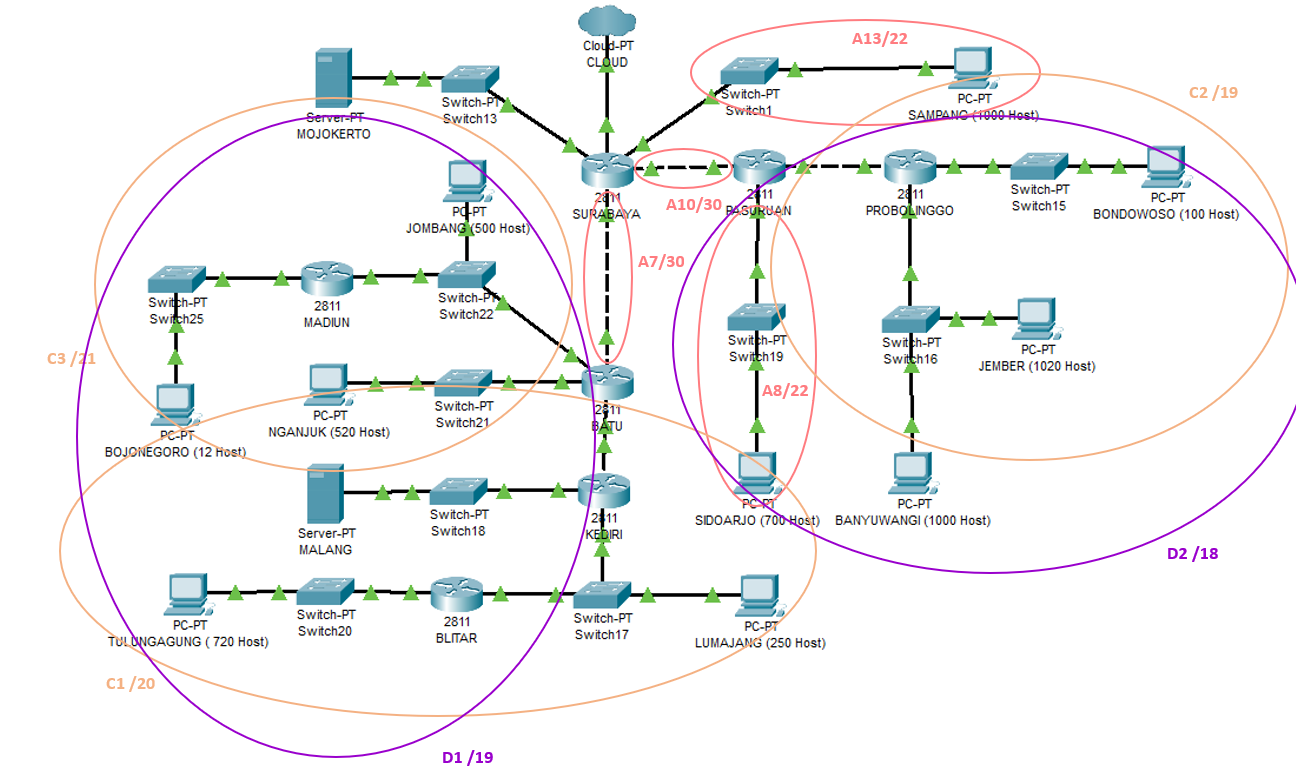 Cloud-PT
CLOUD
A13/22
Switch-PT
Switch1
PC-PT
SAMPANG (1000 Host)
C2 /19
Server-PT
MOJOKERTO
Switch-PT
Switch13
2811
SURABAYA
A10/30
2811
PASURUAN
2811
PROBOLINGGO
Switch-PT
Switch15
PC-PT
BONDOWOSO (100 Host)
PC-PT
JOMBANG (500 Host)
A7/30
Switch-PT
Switch25
2811
MADIUN
Switch-PT
Switch22
Switch-PT
Switch19
Switch-PT
Switch16
PC-PT
JEMBER (1020 Host)
C3 /21
A8/22
PC-PT
NGANJUK (520 Host)
Switch-PT
Switch21
2811
BATU
PC-PT
BOJONEGORO (12 Host)
PC-PT
SIDOARJO (700 Host)
PC-PT
BANYUWANGI (1000 Host)
D2 /18
Server-PT
MALANG
Switch-PT
Switch18
2811
KEDIRI
PC-PT
TULUNGAGUNG ( 720 Host)
Switch-PT
Switch20
2811
BLITAR
Switch-PT
Switch17
PC-PT
LUMAJANG (250 Host)
C1 /20
D1 /19